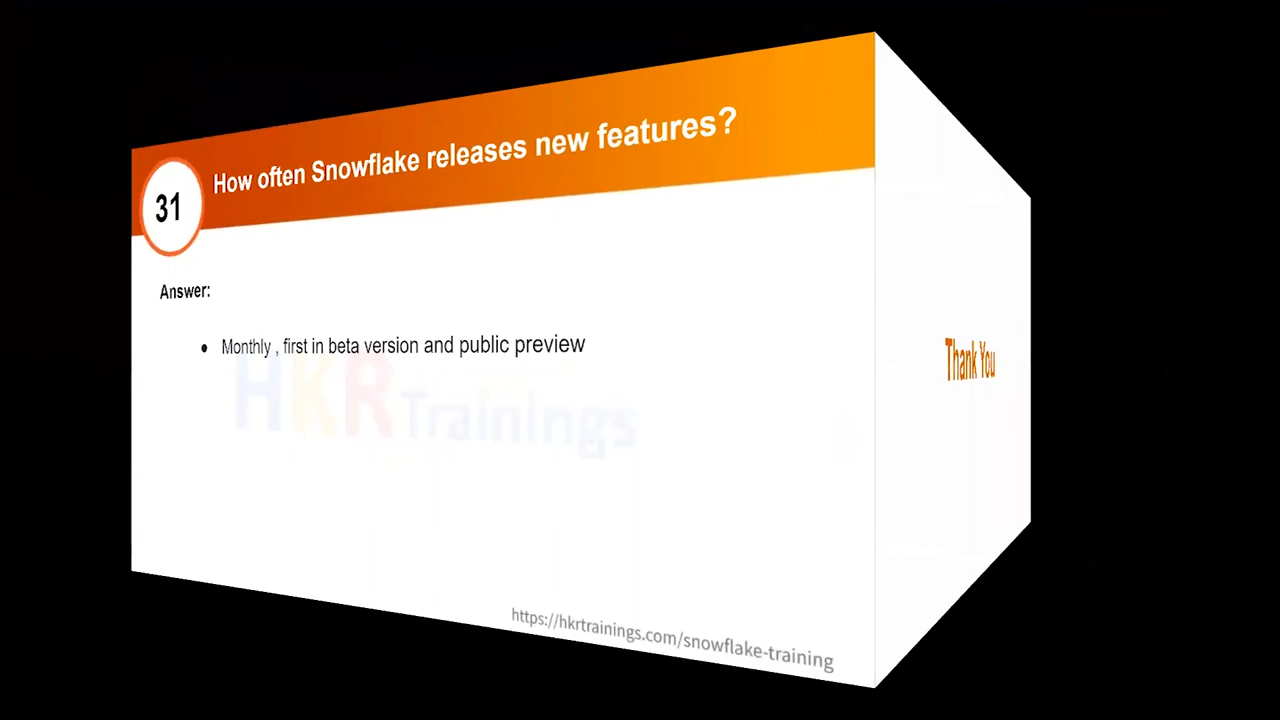 31
How often Snowflake releases new features?
Answer:
• Monthly , first in beta version and public preview
HKR Trainings
https://hkrtrainings.com/snowflake-training
Thank You